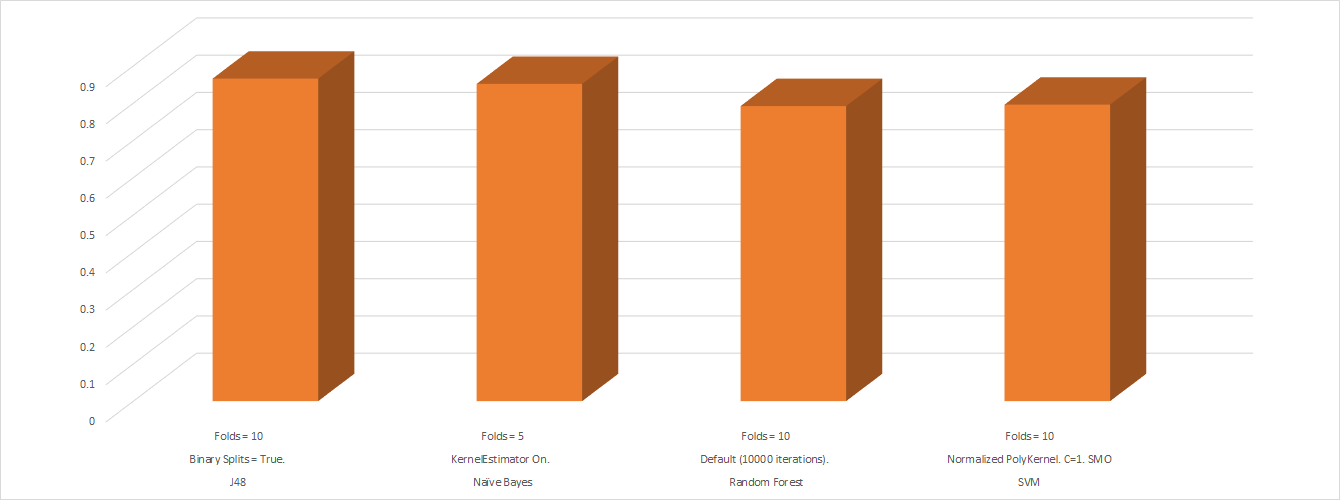 0.9
0.8
0.7
0.6
0.5
0.4
0.3
0.2
0.1
0
Folds = 10
Folds = 5
Folds = 10
Folds = 10
Binary Splits = True.
KernelEstimator On.
Default (10000 iterations).
Normalized PolyKernel. C=1. SMO
J48
Naïve Bayes
Random Forest
SVM